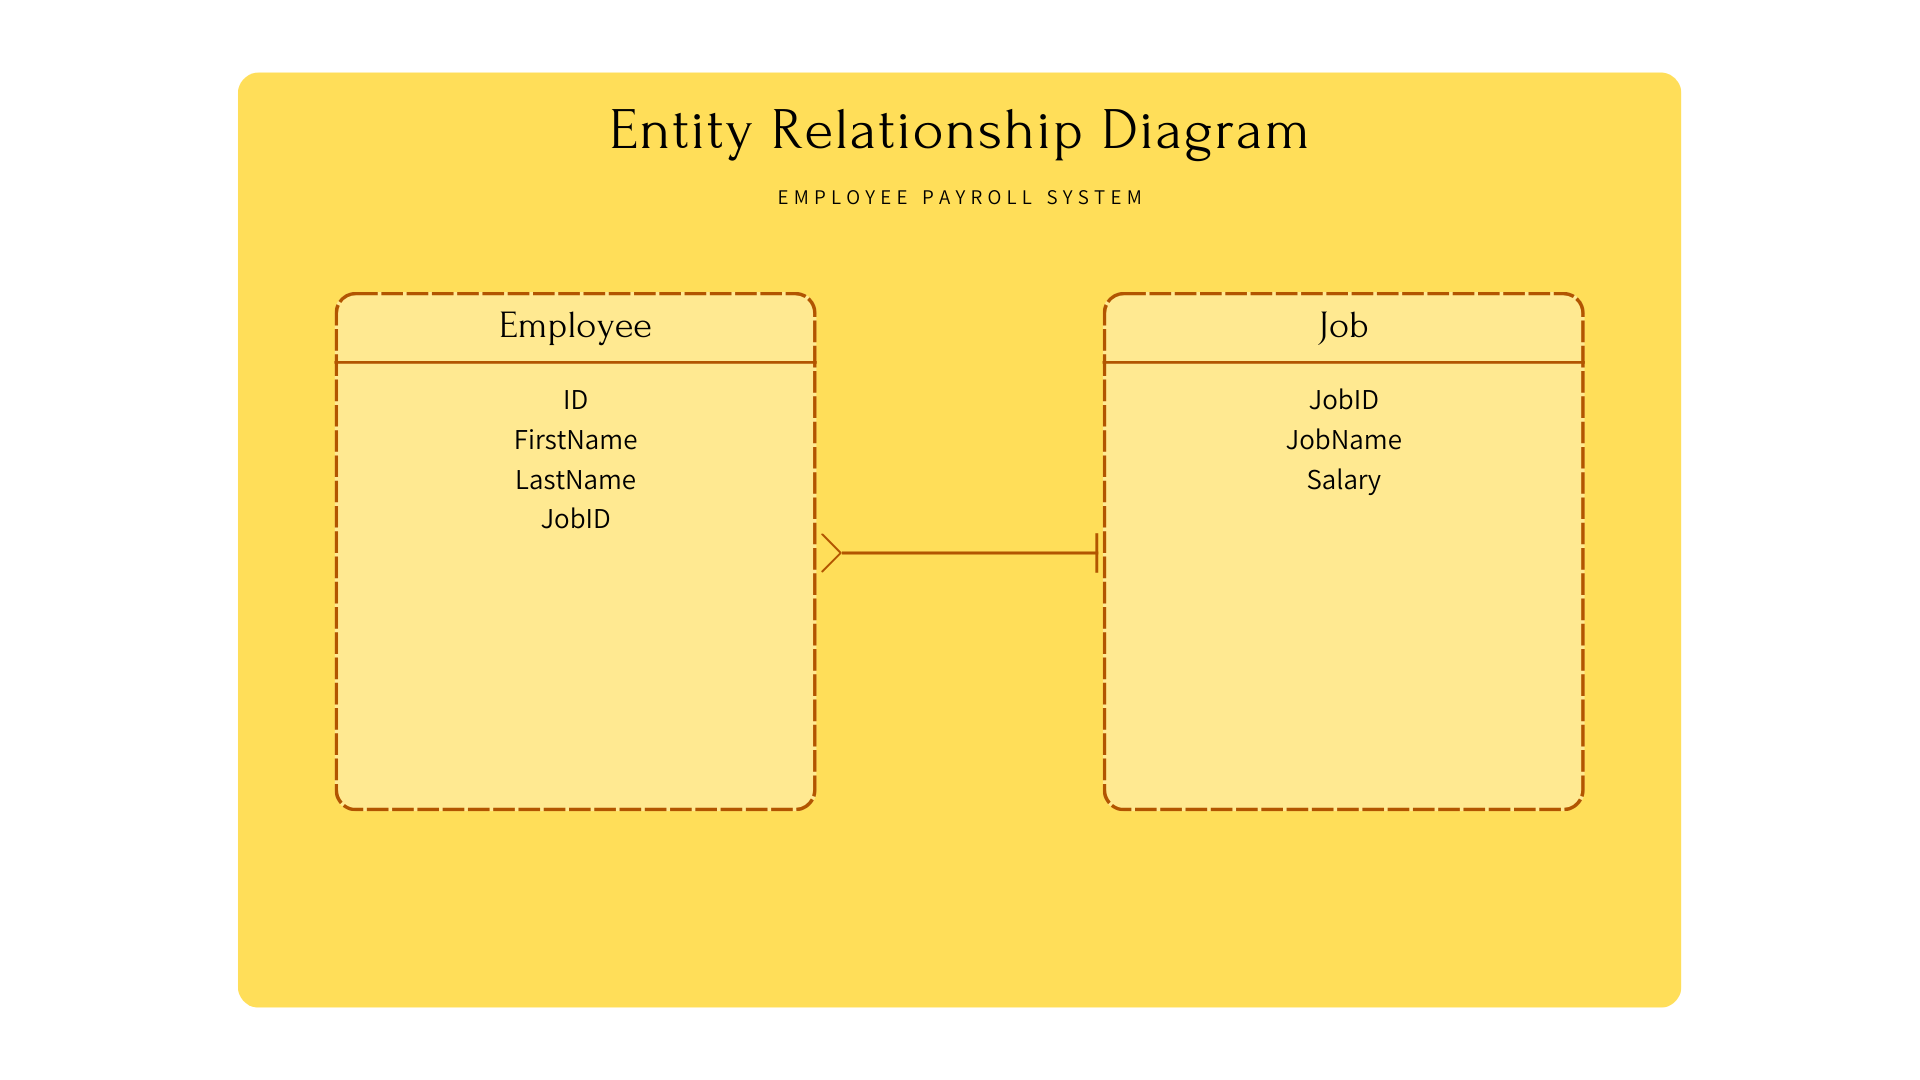 Entity Relationship Diagram
EMPLOYEE PAYROLL SYSTEM
Employee
ID
FirstName
LastName
JobID
Job
JobID
JobName
Salary